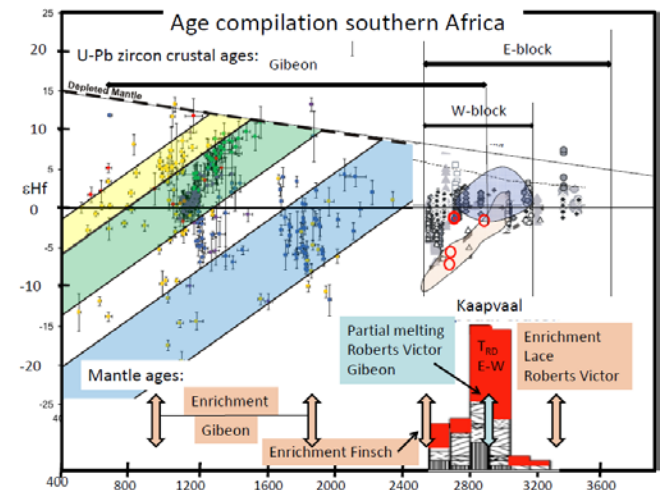 Age compilation southern Africa
U-Pb zircon crustal ages:
Gibeon
E-block
W-block
Depleted Mantle
25
20
15
10
5
εHf
0
-5
-10
-15
-20
-25
Kaapvaal
Partial melting
Roberts Victor
Gibeon
TRD
E-W
Enrichment
Lace
Roberts Victor
Mantle ages:
Enrichment
Gibeon
Enrichment Finsch
400
800
1200
1600
2000
2400
2800
3200
3600